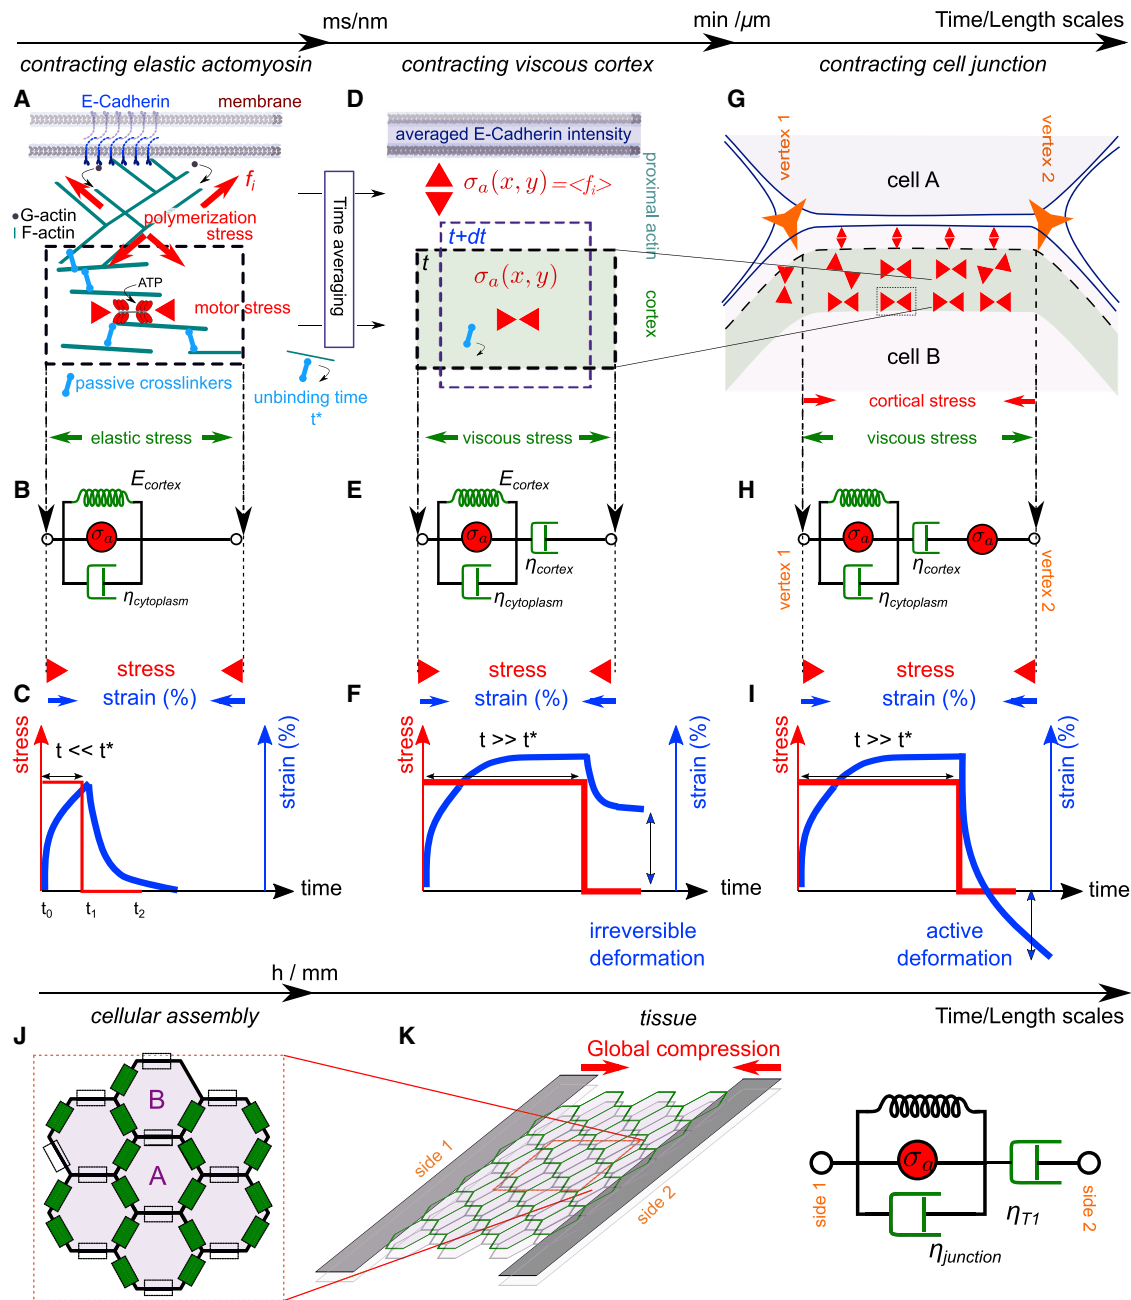 ms/nm
min /µm
Time/Length scales
contracting elastic actomyosin
contracting viscous cortex
contracting cell junction
A
E-Cadherin
membrane
f_i
G-actin
F-actin
polymerization
stress
ATP
motor stress
passive crosslinkers
unbinding time
t*
Time averaging
elastic stress
D
averaged E-Cadherin intensity
σ_a(x, y) = <f_i>
proximal actin
t+dt
t
σ_a(x, y)
cortex
viscous stress
G
vertex 1
vertex 2
cell A
cell B
cortical stress
viscous stress
B
E_cortex
σ_a
η_cytoplasm
E
E_cortex
σ_a
η_cortex
η_cytoplasm
H
σ_a
η_cortex
σ_a
η_cytoplasm
vertex 1
vertex 2
stress
stress
stress
C
strain (%)
F
strain (%)
I
strain (%)
stress
t << t*
strain (%)
time
t0
t1
t2
stress
t >> t*
strain (%)
time
irreversible
deformation
stress
t >> t*
strain (%)
time
active
deformation
h / mm
cellular assembly
tissue
Time/Length scales
J
B
A
K
Global compression
side 1
side 2
side 1
σ_a
η_T1
η_junction
side 2